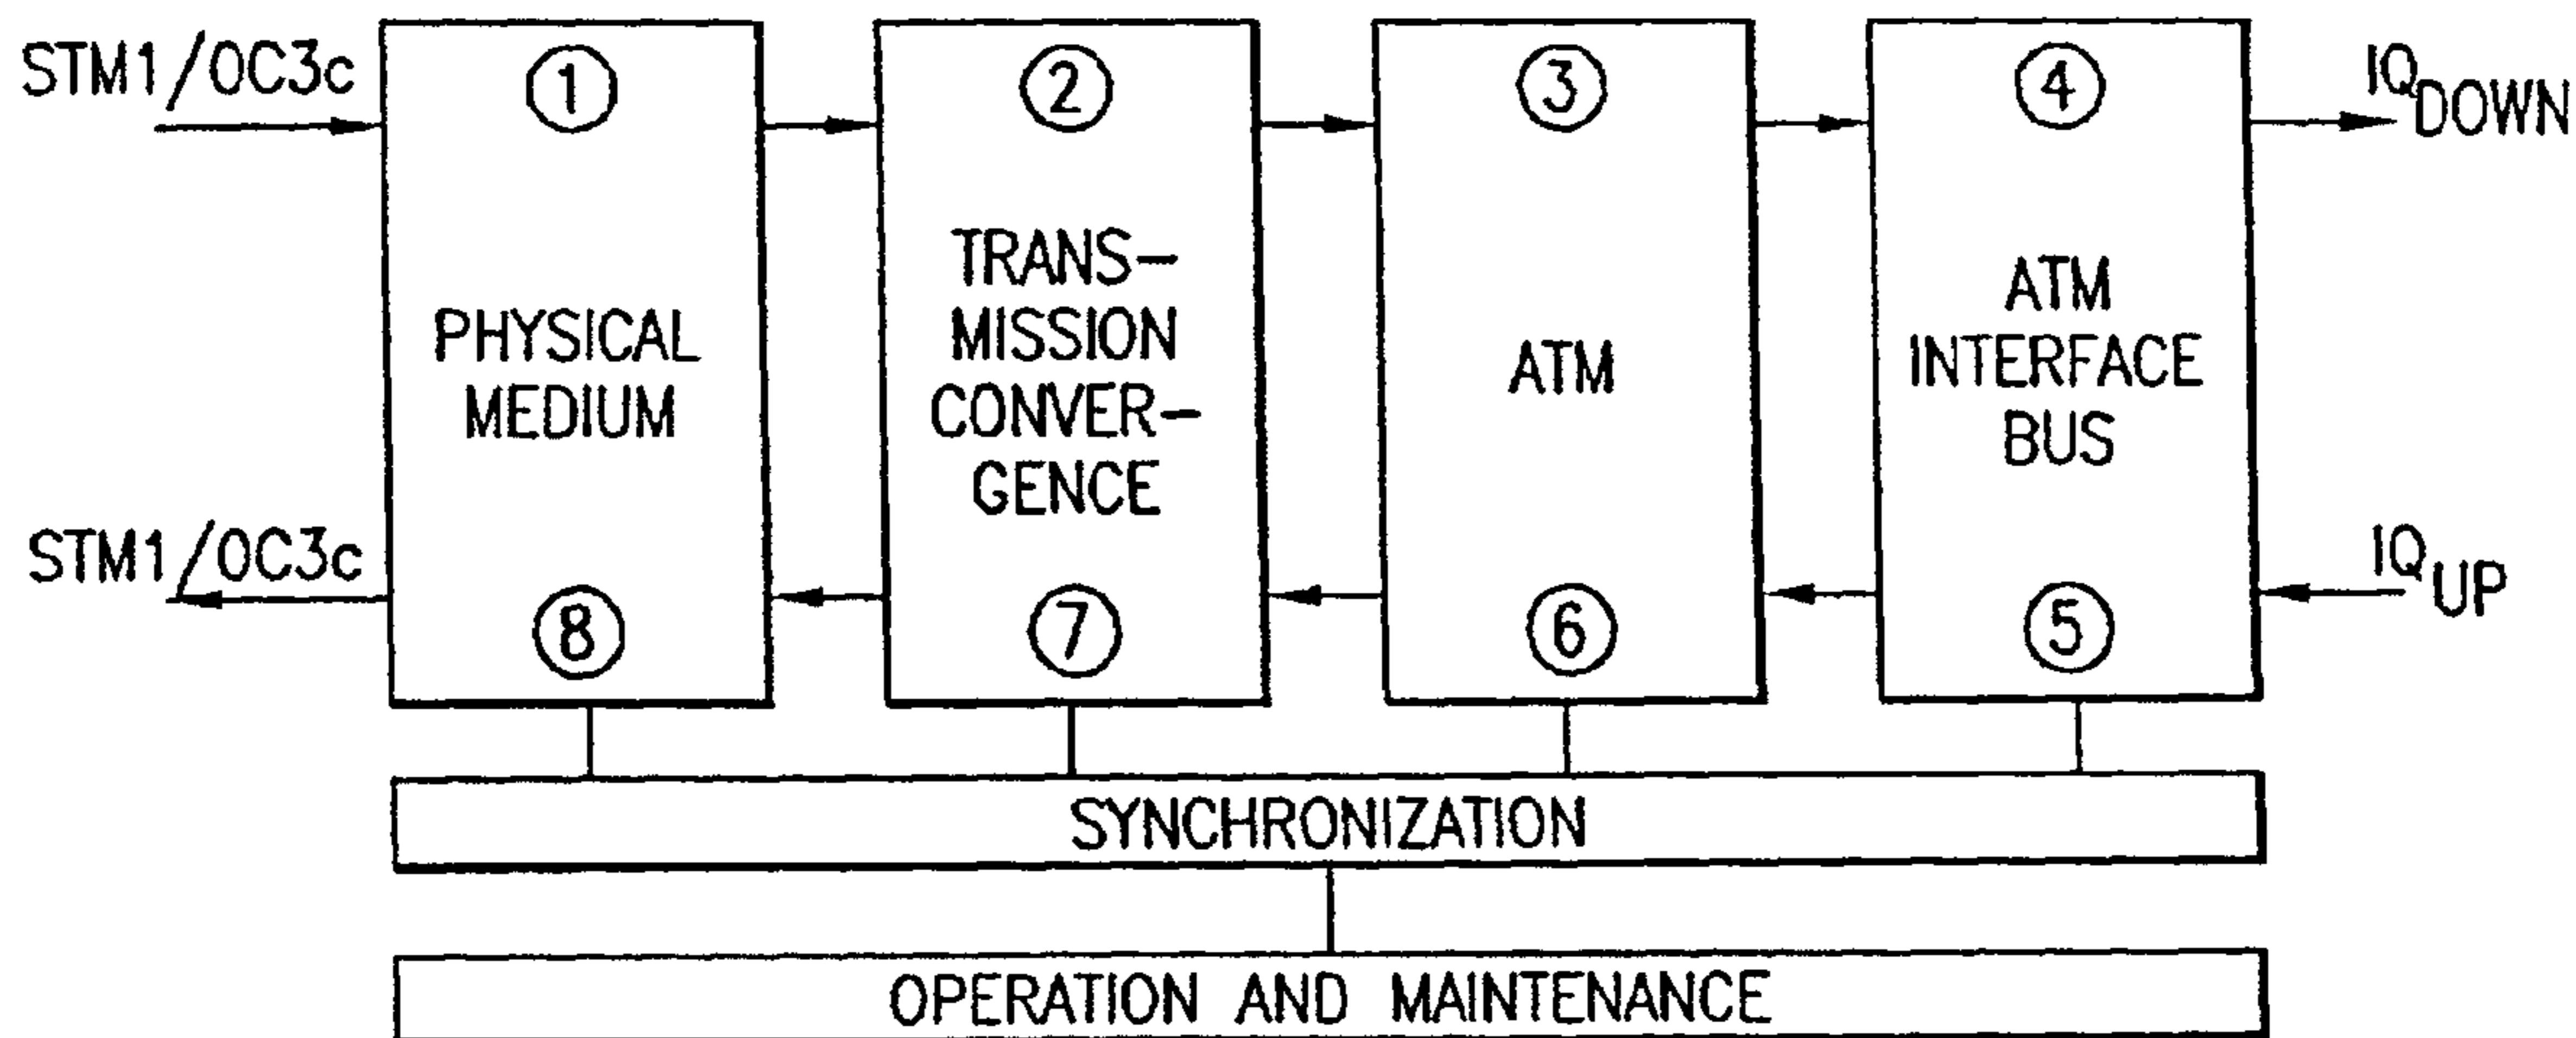 STM1/OC3c
①
②
③
④
IQDOWN
PHYSICAL
MEDIUM
TRANS-
MISSION
CONVER-
GENCE
ATM
ATM
INTERFACE
BUS
STM1/OC3c
⑧
⑦
⑥
⑤
IQUP
SYNCHRONIZATION
OPERATION AND MAINTENANCE